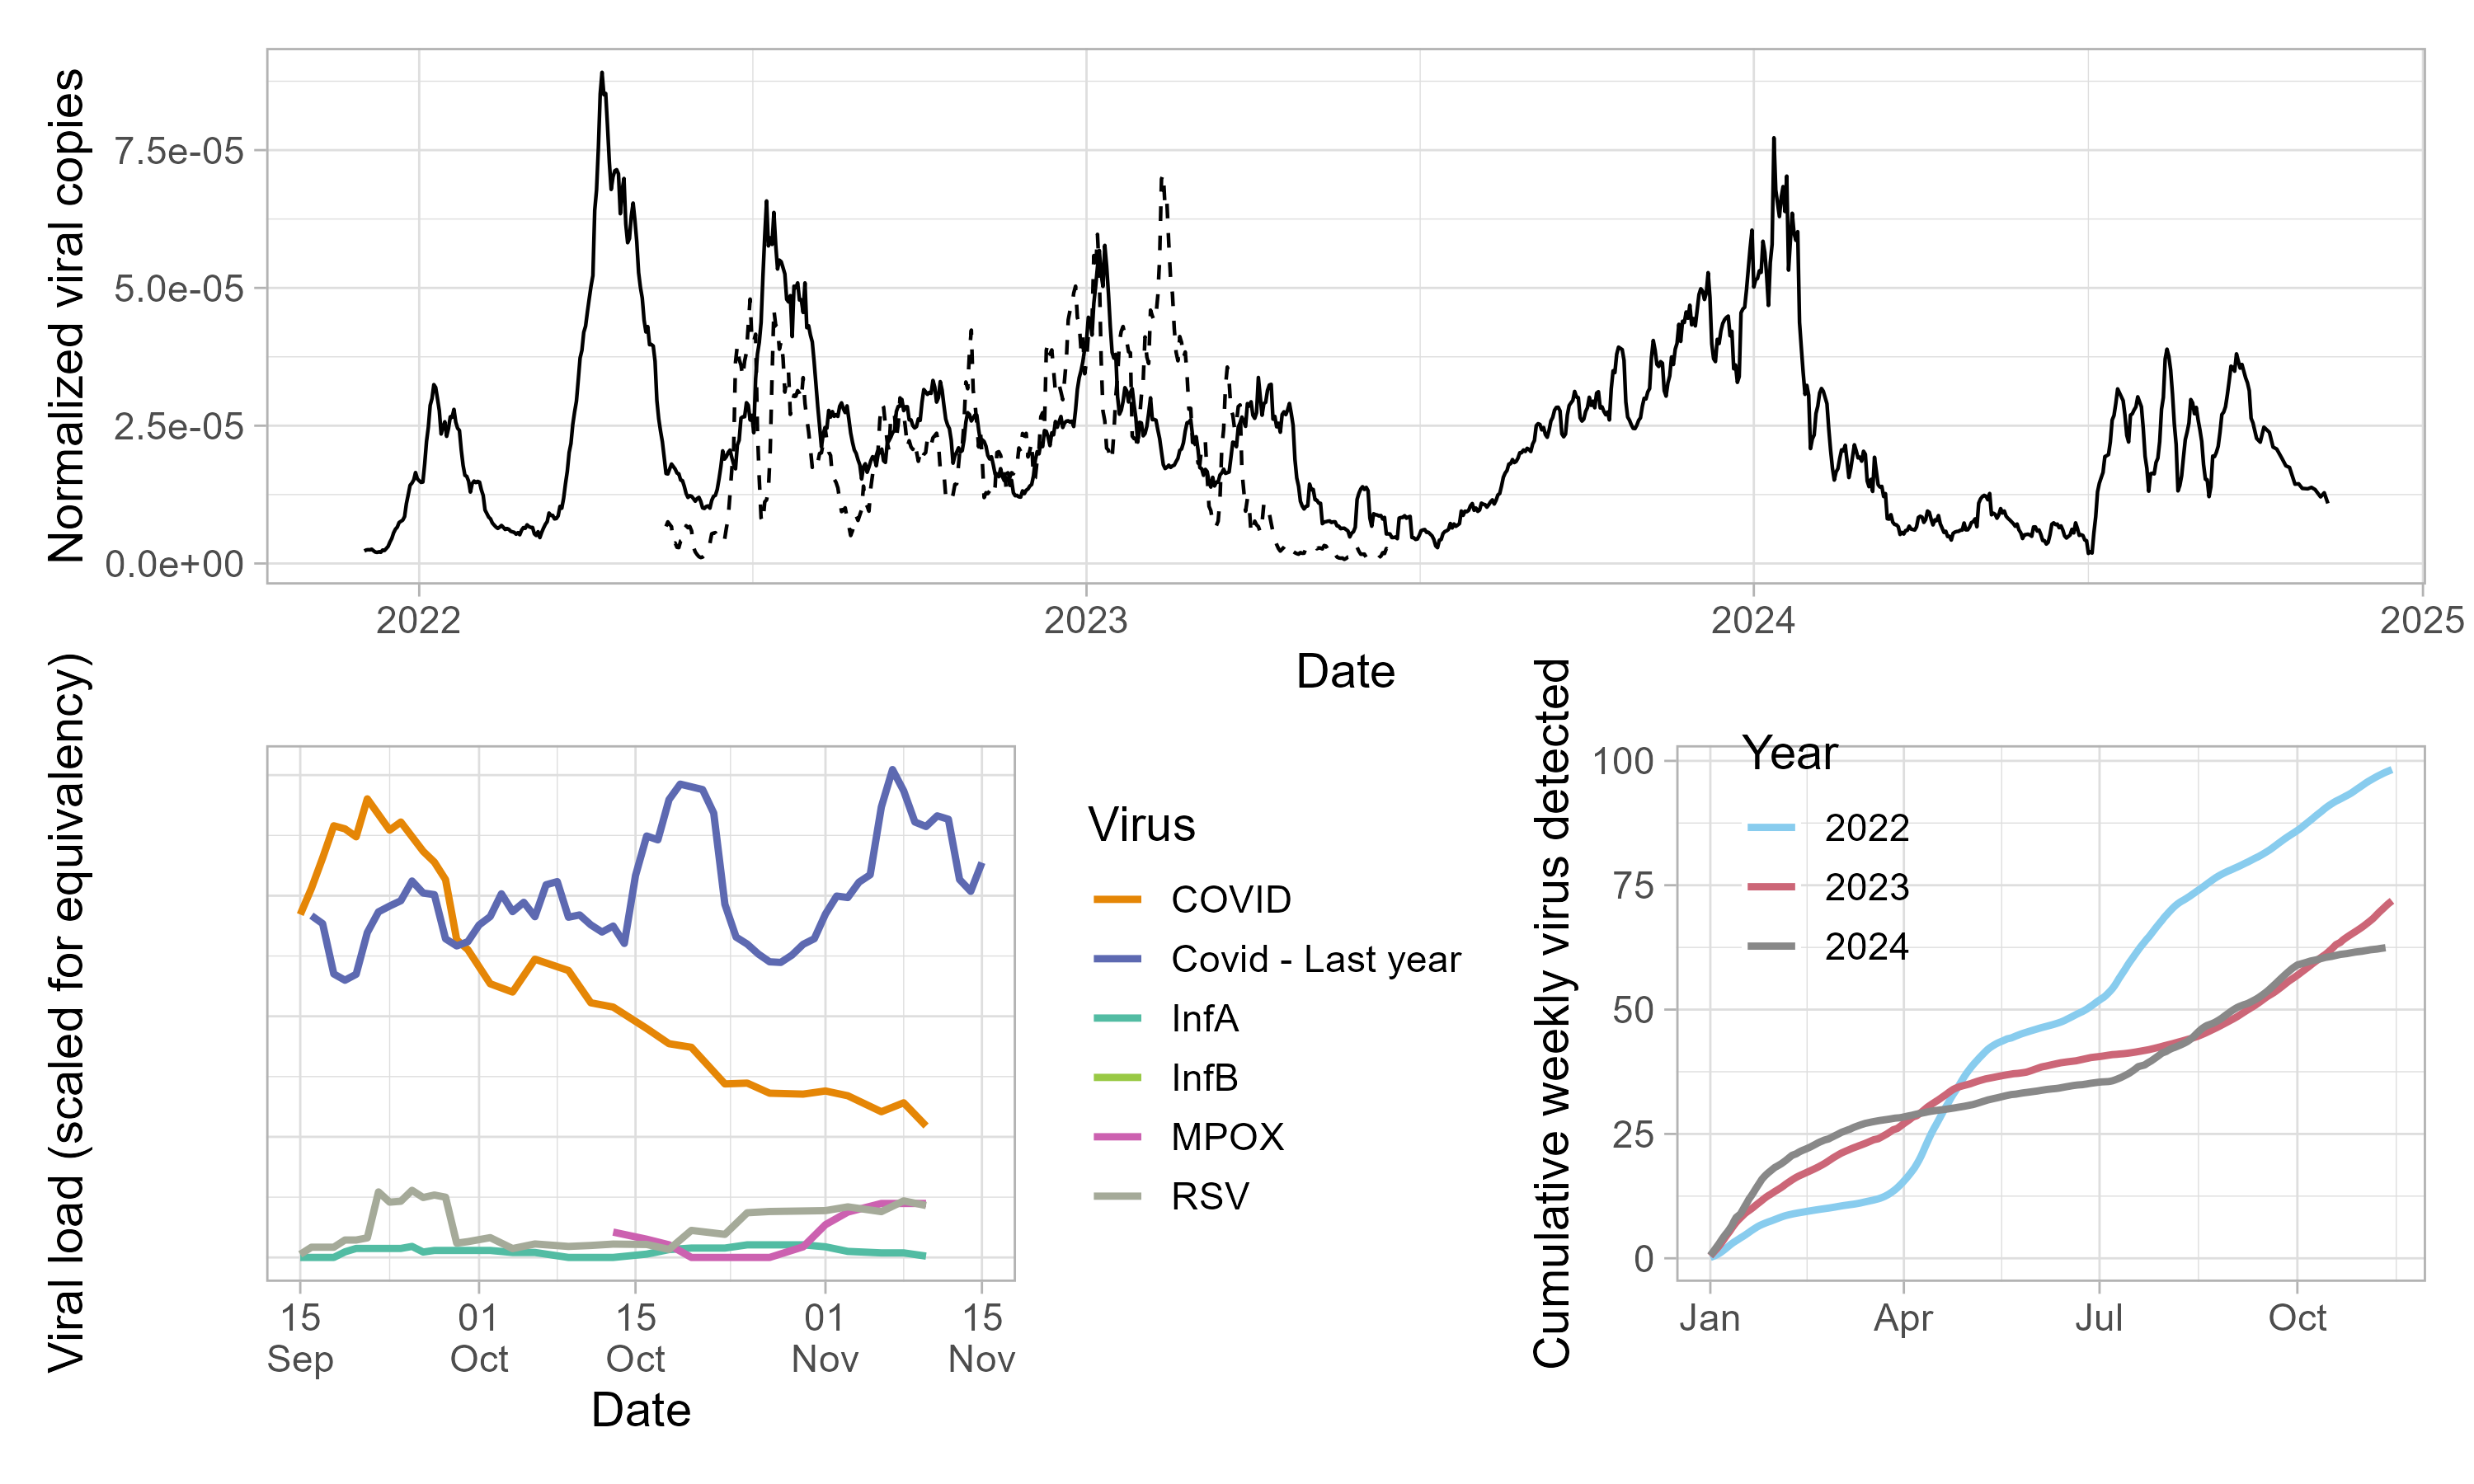 Normalized viral copies
7.5e-05
5.0e-05
2.5e-05
0.0e+00
2022
2023
2024
2025
Date
Viral load (scaled for equivalency)
15
Sep
01
Oct
15
Oct
01
Nov
15
Nov
Date
Virus
COVID
Covid - Last year
InfA
InfB
MPOX
RSV
Cumulative weekly virus detected
100
75
50
25
0
Year
2022
2023
2024
Jan
Apr
Jul
Oct